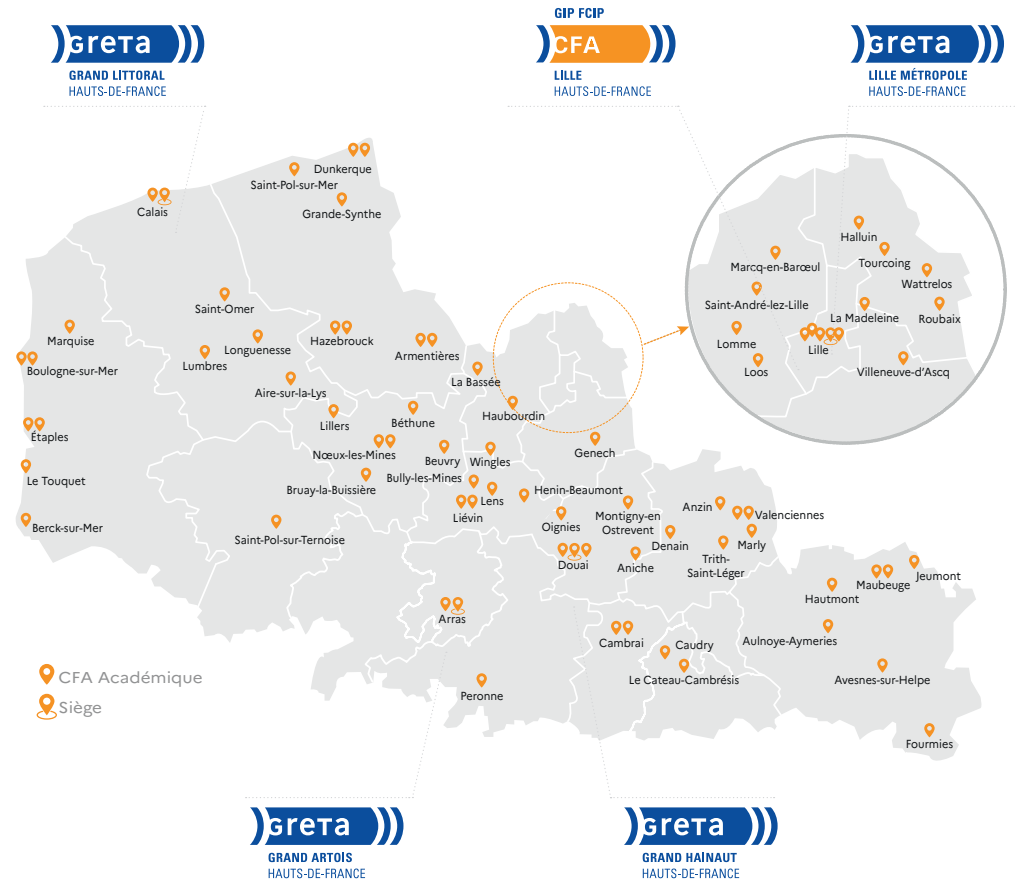 GRETA
GRAND LITTORAL
HAUTS-DE-FRANCE
GIP FCIP
CFA
LILLE
HAUTS-DE-FRANCE
GRETA
LILLE MÉTROPOLE
HAUTS-DE-FRANCE
Dunkerque
Saint-Pol-sur-Mer
Grande-Synthe
Calais
Saint-Omer
Marquise
Longuenesse
Hazebrouck
Armentières
Lumbres
Boulogne-sur-Mer
La Bassée
Aire-sur-la-Lys
Lillers
Béthune
Haubourdin
Étaples
Nœux-les-Mines
Beuvry
Wingles
Genech
Le Touquet
Bruay-la-Buissière
Bully-les-Mines
Lens
Henin-Beaumont
Liévin
Oignies
Montigny-en
Ostrevent
Anzin
Valenciennes
Berck-sur-Mer
Saint-Pol-sur-Ternoise
Denain
Marly
Trith-
Saint-Léger
Douai
Aniche
Jeumont
Maubeuge
Hautmont
Arras
Cambrai
Caudry
Aulnoye-Aymeries
Le Cateau-Cambrésis
Avesnes-sur-Helpe
Peronne
Fourmies
Halluin
Marcq-en-Barœul
Tourcoing
Wattrelos
Saint-André-lez-Lille
La Madeleine
Roubaix
Lomme
Lille
Loos
Villeneuve-d'Ascq
CFA Académique
Siège
GRETA
GRAND ARTOIS
HAUTS-DE-FRANCE
GRETA
GRAND HAINAUT
HAUTS-DE-FRANCE